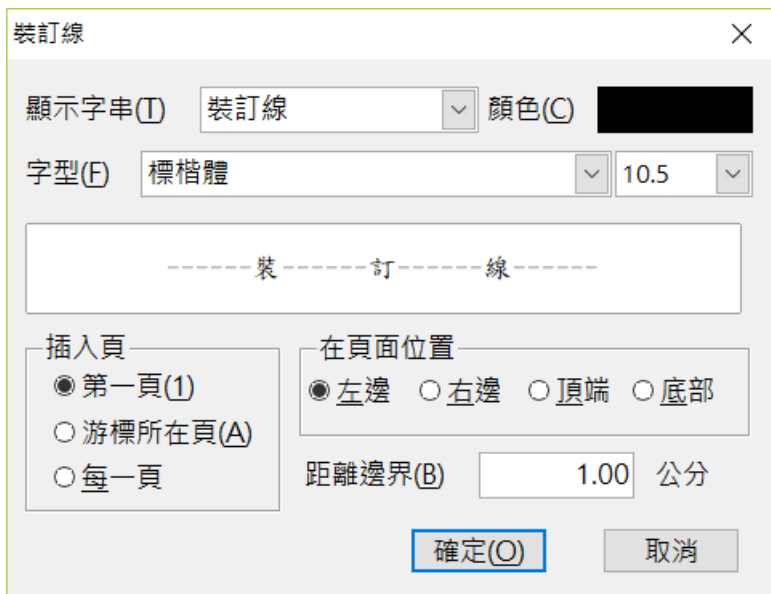 裝訂線
顯示字串(T) 裝訂線 顏色(C)
字型(F) 標楷體 10.5
------裝------訂------線------
插入頁 在頁面位置
第一頁(1) 左邊 右邊 頂端 底部
游標所在頁(A)
每一頁 距離邊界(B) 1.00 公分
確定(O) 取消